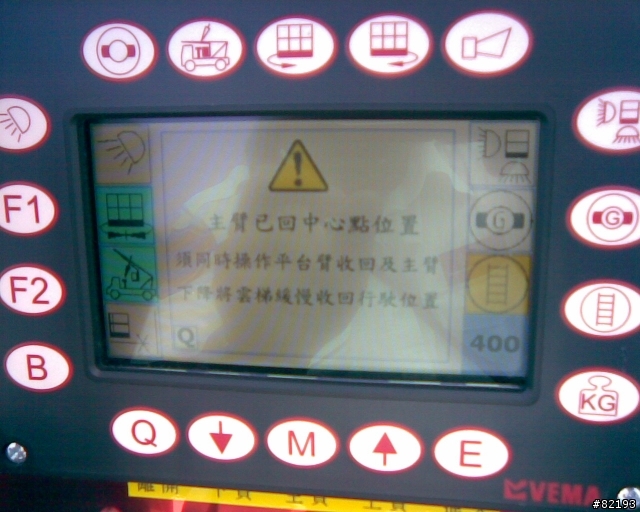 G
KG
F1
F2
B
主臂已回中心點位置
須同時操作平台臂收回及主臂
下降將雲梯緩慢收回行駛位置
Q
G
400
Q
M
E
VEMA
#82193